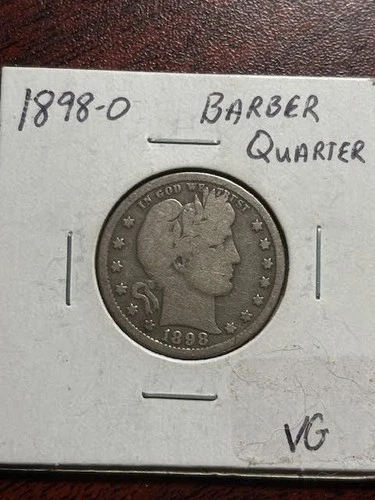 1898-O BARBER
QUARTER
IN GOD WE TRUST
1898
VG